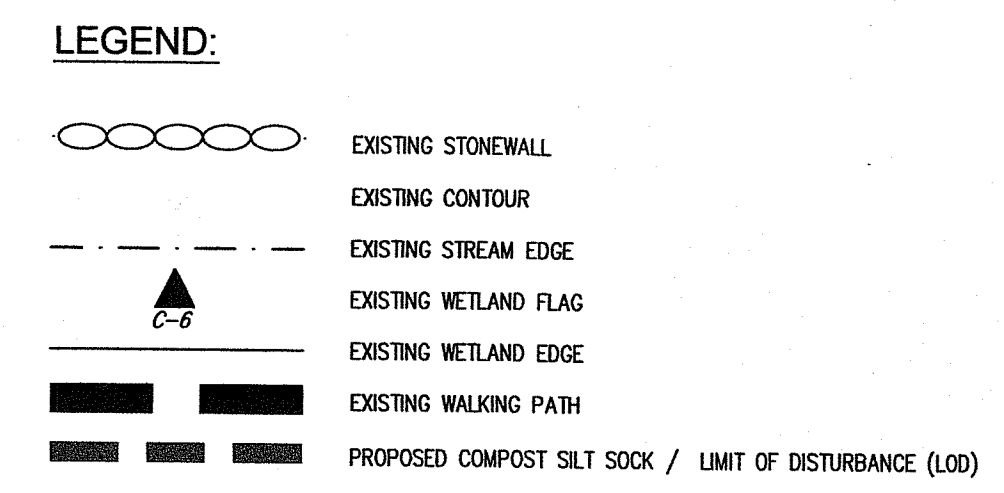 LEGEND:
EXISTING STONEWALL
EXISTING CONTOUR
EXISTING STREAM EDGE
C-6
EXISTING WETLAND FLAG
EXISTING WETLAND EDGE
EXISTING WALKING PATH
PROPOSED COMPOST SILT SOCK / LIMIT OF DISTURBANCE (LOD)